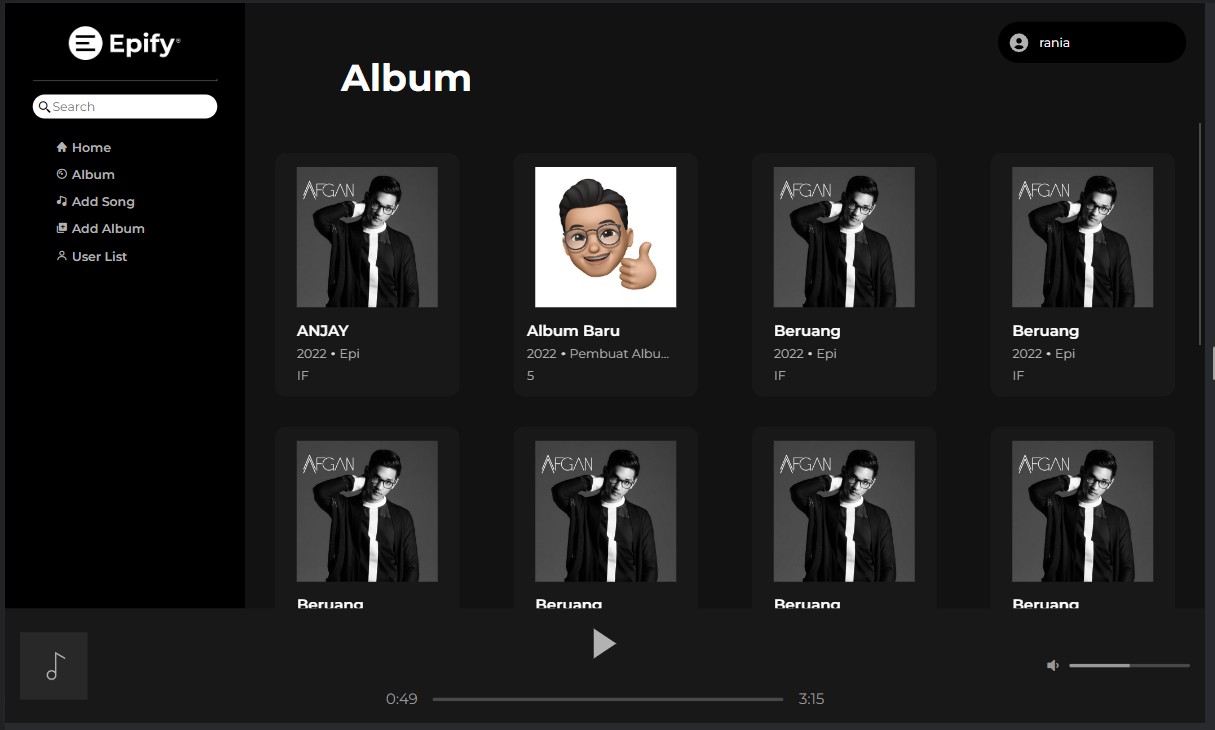 Epify®
rania
Album
Search
Home
Album
Add Song
Add Album
User List
AFGAN
AFGAN
AFGAN
ANJAY
Album Baru
Beruang
Beruang
2022 • Epi
2022 • Pembuat Albu...
2022 • Epi
2022 • Epi
IF
5
IF
IF
AFGAN
AFGAN
AFGAN
AFGAN
Beruang
Beruang
Beruang
Beruang
0:49
3:15